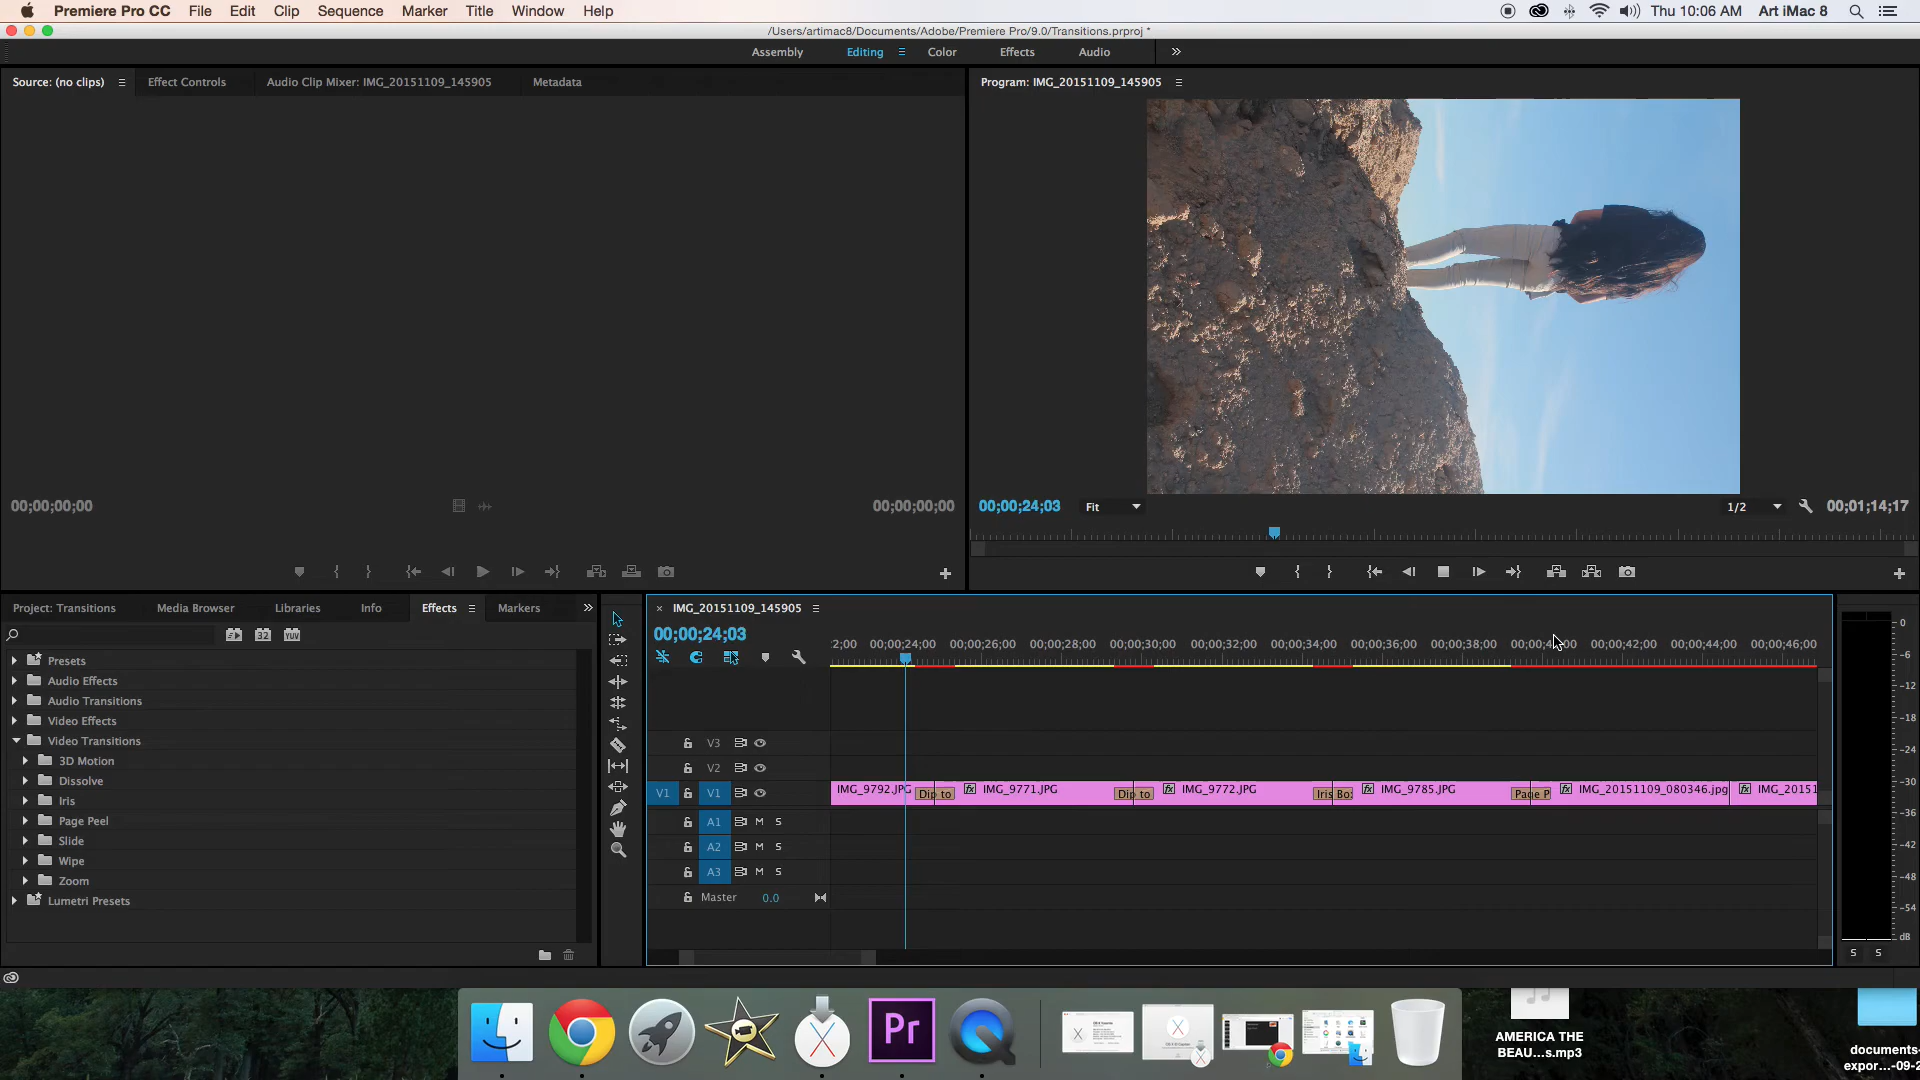 Premiere Pro CC File Edit Clip Sequence Marker Title Window Help Thu 10:06 AM Art iMac 8
/Users/artimac8/Documents/Adobe/Premiere Pro/9.0/Transitions.prproj *
Assembly Editing Color Effects Audio
Source: (no clips) Effect Controls Audio Clip Mixer: IMG_20151109_145905 Metadata Program: IMG_20151109_145905
00;00;00;00 00;00;00;00 00;00;24;03 Fit 1/2 00;01;14;17
Project: Transitions Media Browser Libraries Info Effects Markers
IMG_20151109_145905
32 YUV
00;00;24;03
:2;00 00;00;24;00 00;00;26;00 00;00;28;00 00;00;30;00 00;00;32;00 00;00;34;00 00;00;36;00 00;00;38;00 00;00;42;00 00;00;44;00 00;00;46;00
Presets
Audio Effects
Audio Transitions
Video Effects
Video Transitions
3D Motion
Dissolve
Iris
Page Peel
Slide
Wipe
Zoom
Lumetri Presets
V3
V2
V1 V1 IMG_9792.JPG Dip to IMG_9771.JPG Dip to IMG_9772.JPG Iris Bo: IMG_9785.JPG Page P IMG_20151109_080346.jpg IMG_20151
A1 M S
A2 M S
A3 M S
Master 0.0
0
-6
-12
-18
-24
-30
-36
-42
-48
-54
dB
S S
Pr
AMERICA THE
BEAU...s.mp3
documents-
expor...-09-2